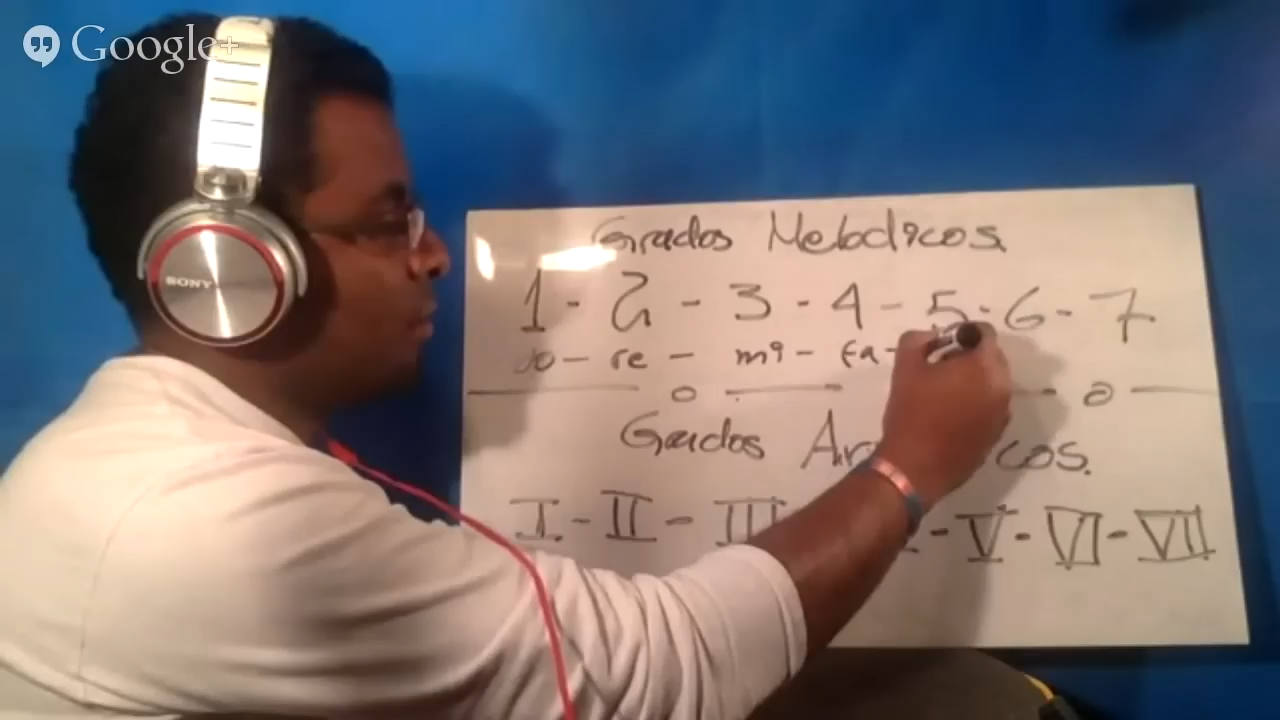 Google+
SONY
Grados Melodicos.
1 - 2 - 3 - 4 - 5 - 6 - 7
do - re - mi - fa -
Grados
I - II - III - V - VI - VII